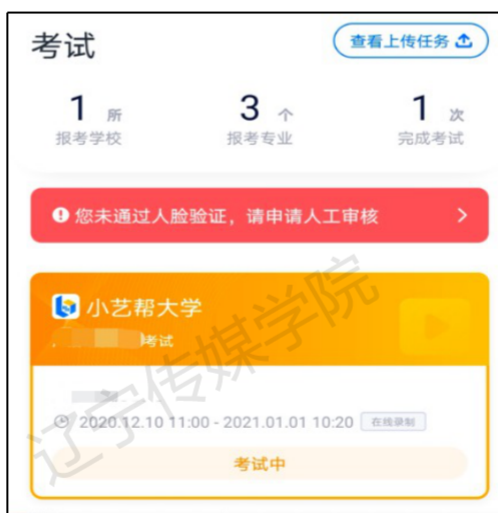 考试
查看上传任务
1 所
3 个
1 次
报考学校
报考专业
完成考试
您未通过人脸验证，请申请人工审核
小艺帮大学
考试
2020.12.10 11:00 - 2021.01.01 10:20 在线录制
考试中
辽宁传媒学院